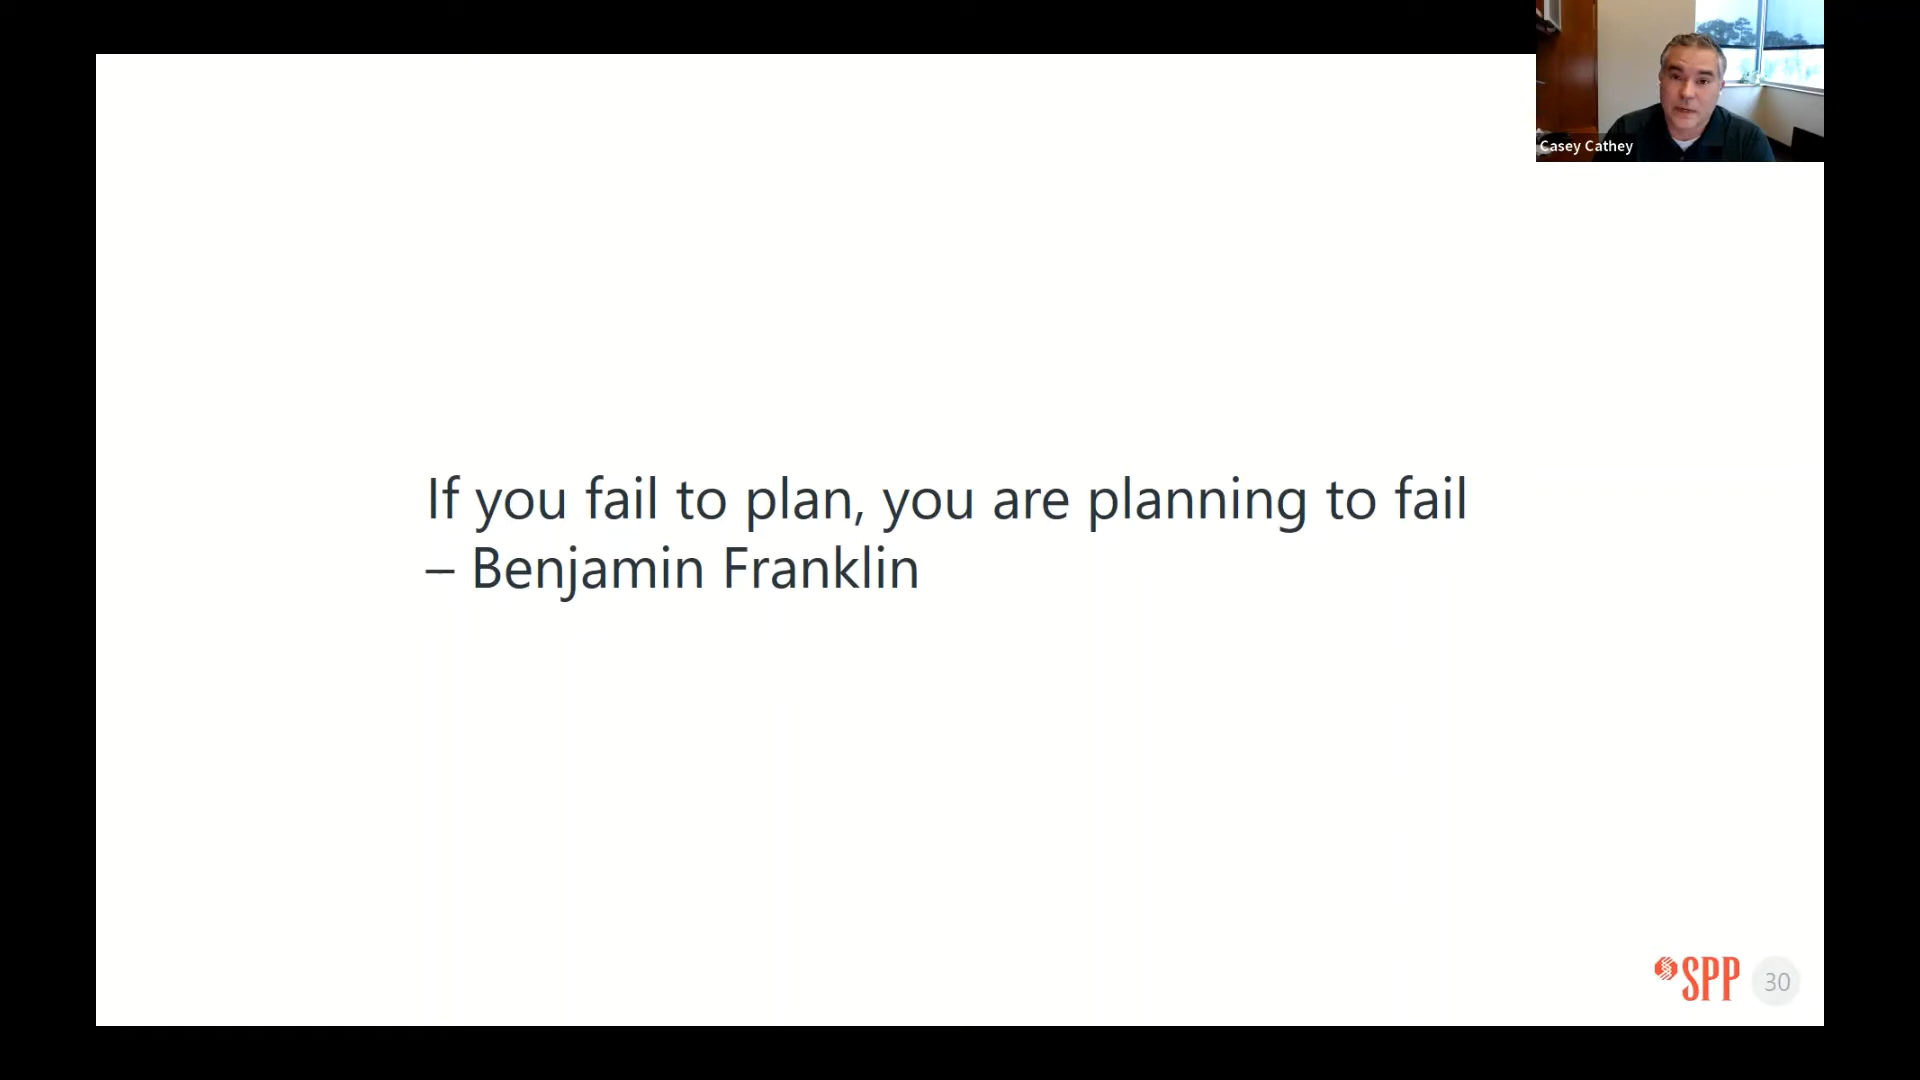 Casey Cathey
If you fail to plan, you are planning to fail
– Benjamin Franklin
SPP
30